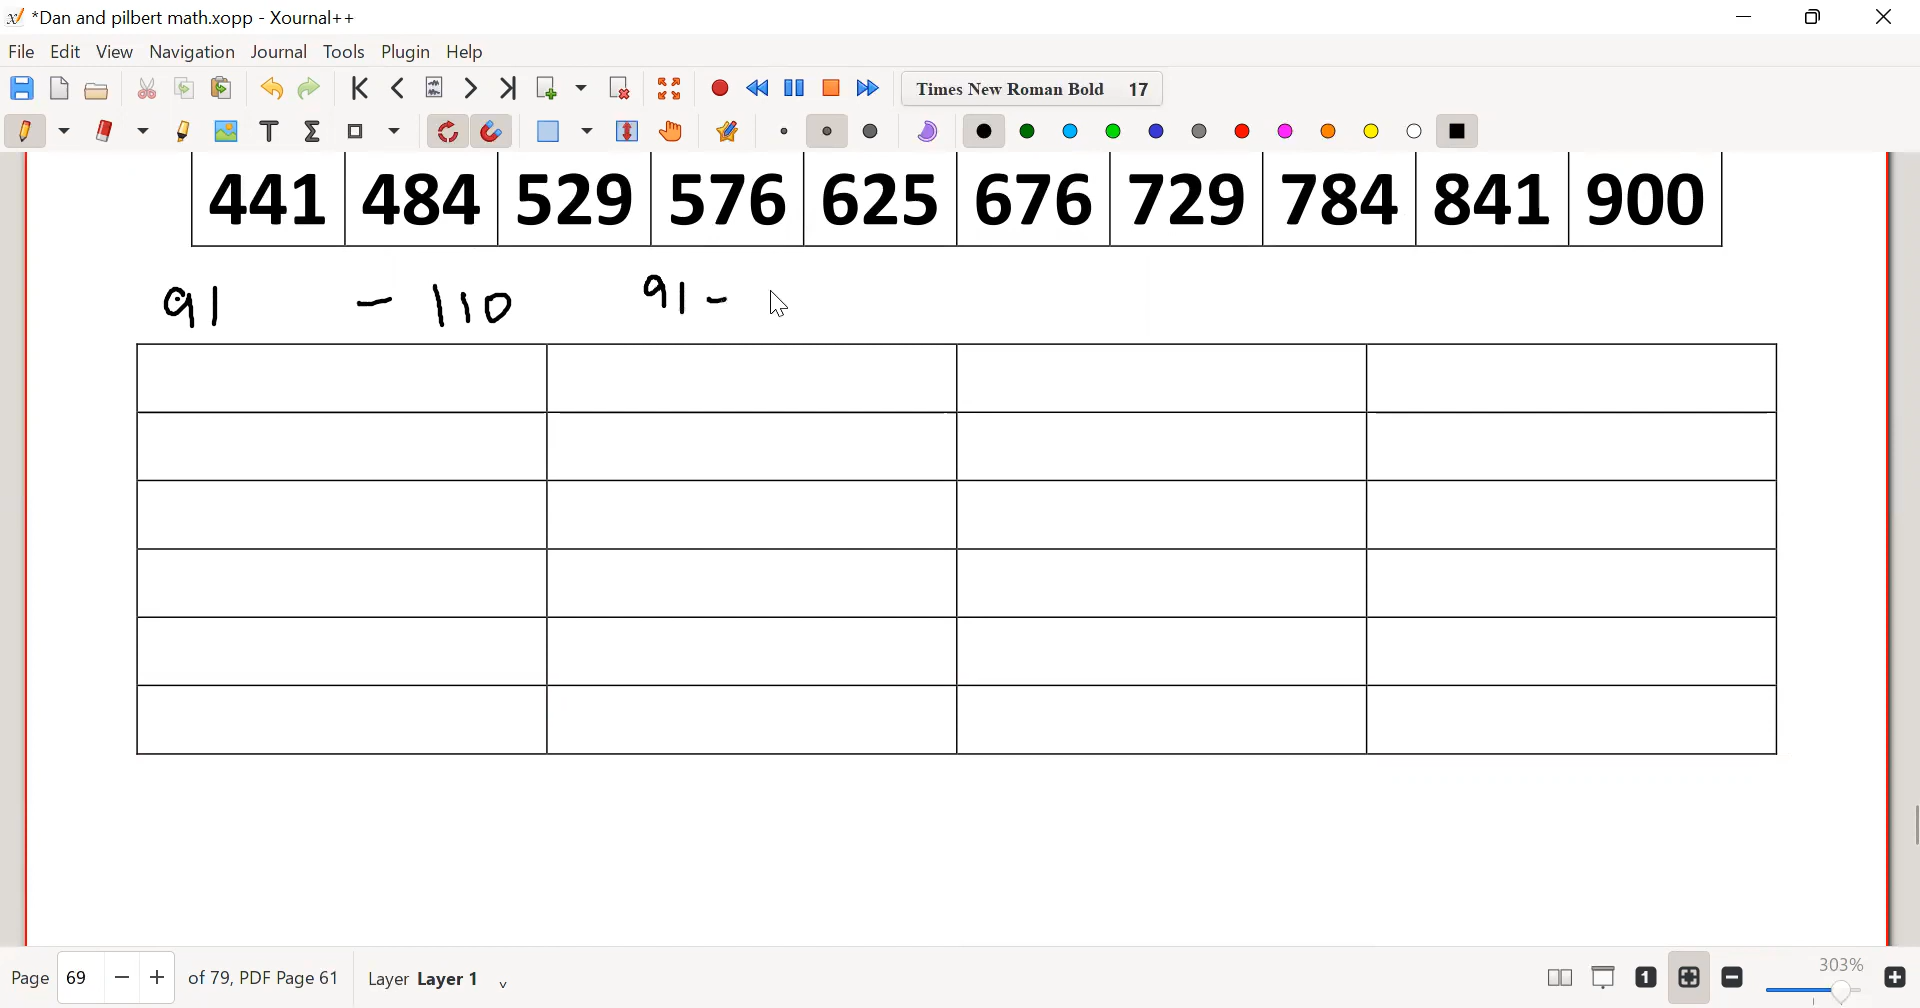 *Dan and pilbert math.xopp - Xournal++
File Edit View Navigation Journal Tools Plugin Help
Times New Roman Bold 17
441 484 529 576 625 676 729 784 841 900
91 - 110 91 -
Page 69 of 79, PDF Page 61 Layer Layer 1 303%